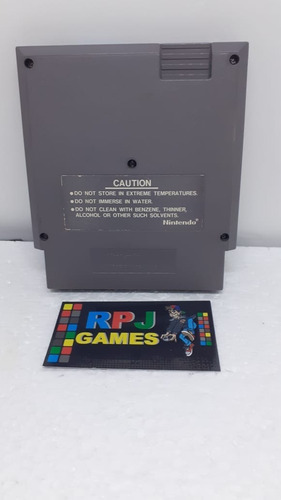 CAUTION
●DO NOT STORE IN EXTREME TEMPERATURES.
●DO NOT IMMERSE IN WATER.
●DO NOT CLEAN WITH BENZENE, THINNER,
ALCOHOL OR OTHER SUCH SOLVENTS.
Nintendo®
RPJ
GAMES